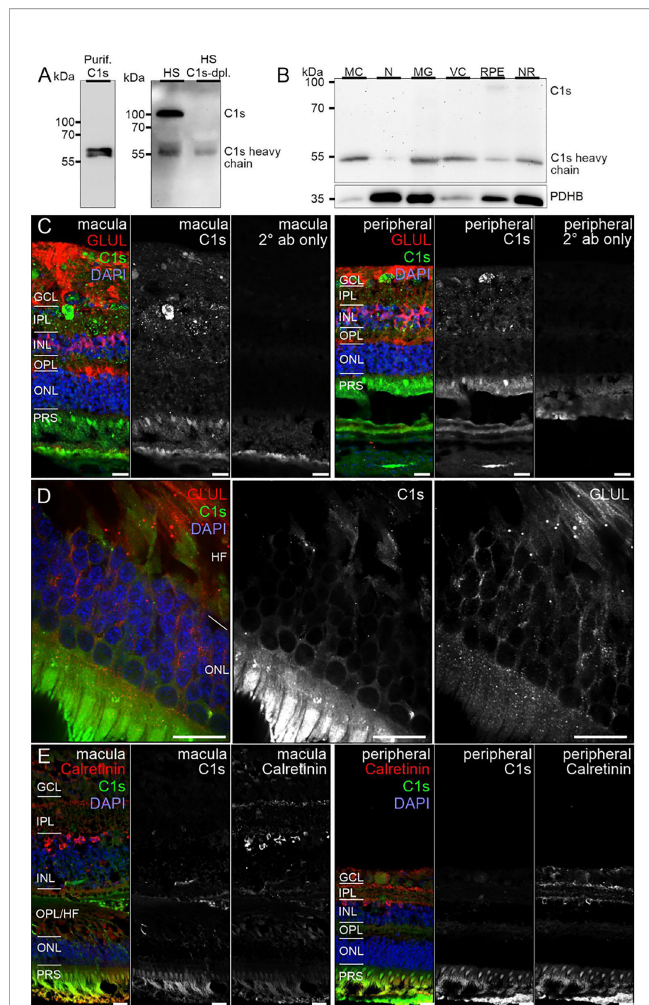 A
kDa
Purif.
C1s
100
70
55
kDa
HS
HS
C1s-dpl.
100
70
55
C1s
C1s heavy
chain
B
kDa
MC N MG VC RPE NR
100
70
55
35
C1s
C1s heavy
chain
PDHB
C
macula
GLUL
C1s
DAPI
GCL
IPL
INL
OPL
ONL
PRS
macula
C1s
macula
2° ab only
peripheral
GLUL
C1s
DAPI
GCL
IPL
INL
OPL
ONL
PRS
peripheral
C1s
peripheral
2° ab only
D
GLUL
C1s
DAPI
HF
ONL
C1s
GLUL
E
macula
Calretinin
C1s
DAPI
GCL
IPL
INL
OPL/HF
ONL
PRS
macula
C1s
macula
Calretinin
peripheral
Calretinin
C1s
DAPI
GCL
IPL
INL
OPL
ONL
PRS
peripheral
C1s
peripheral
Calretinin